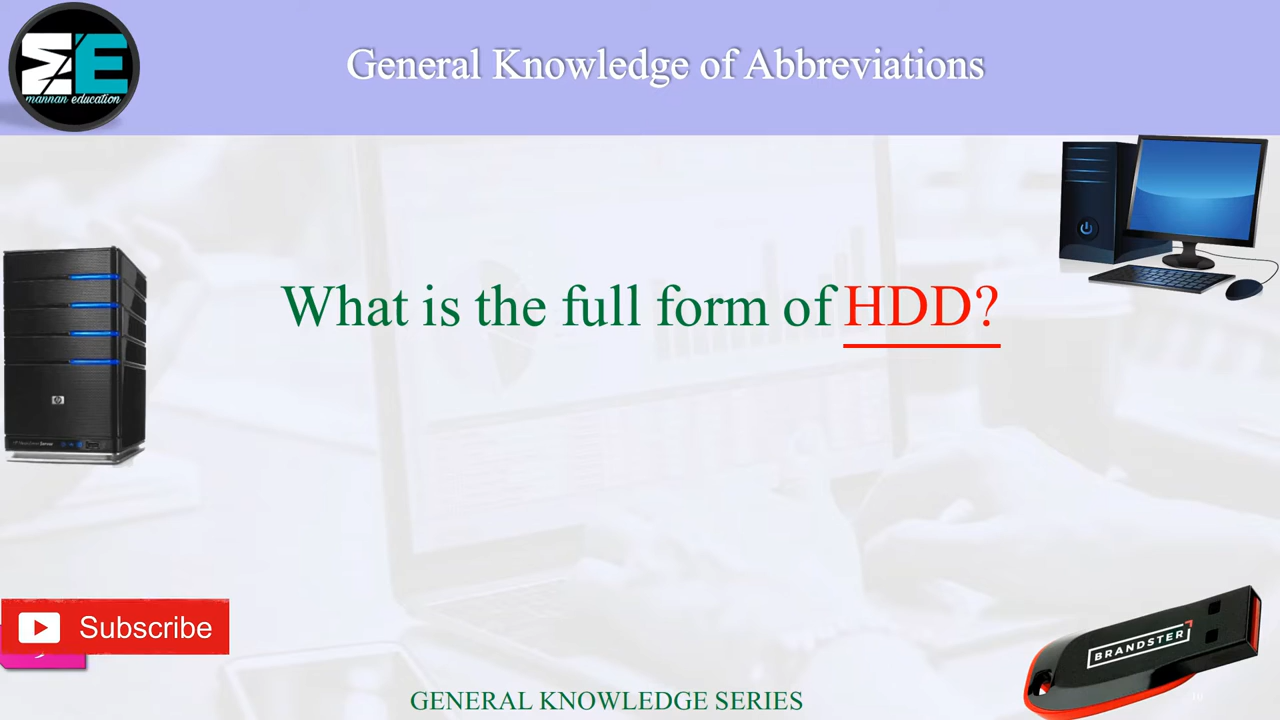 mannan education
General Knowledge of Abbreviations
What is the full form of HDD?
Subscribe
BRANDSTER
GENERAL KNOWLEDGE SERIES